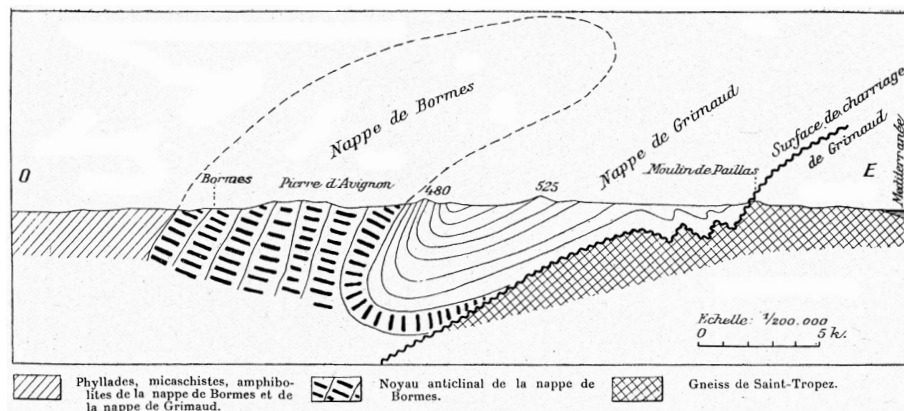 Nappe de Bormes
Nappe de Grimaud
Surface de charriage
de Grimaud
O
Bormes
Pierre d'Avignon
480
525
Moulin de Paillas
E
Méditerranée
Echelle: 1/200.000
0 5 k.
Phyllades, micaschistes, amphibo-
lites de la nappe de Bormes et de
la nappe de Grimaud.
Noyau anticlinal de la nappe de
Bormes.
Gneiss de Saint-Tropez.